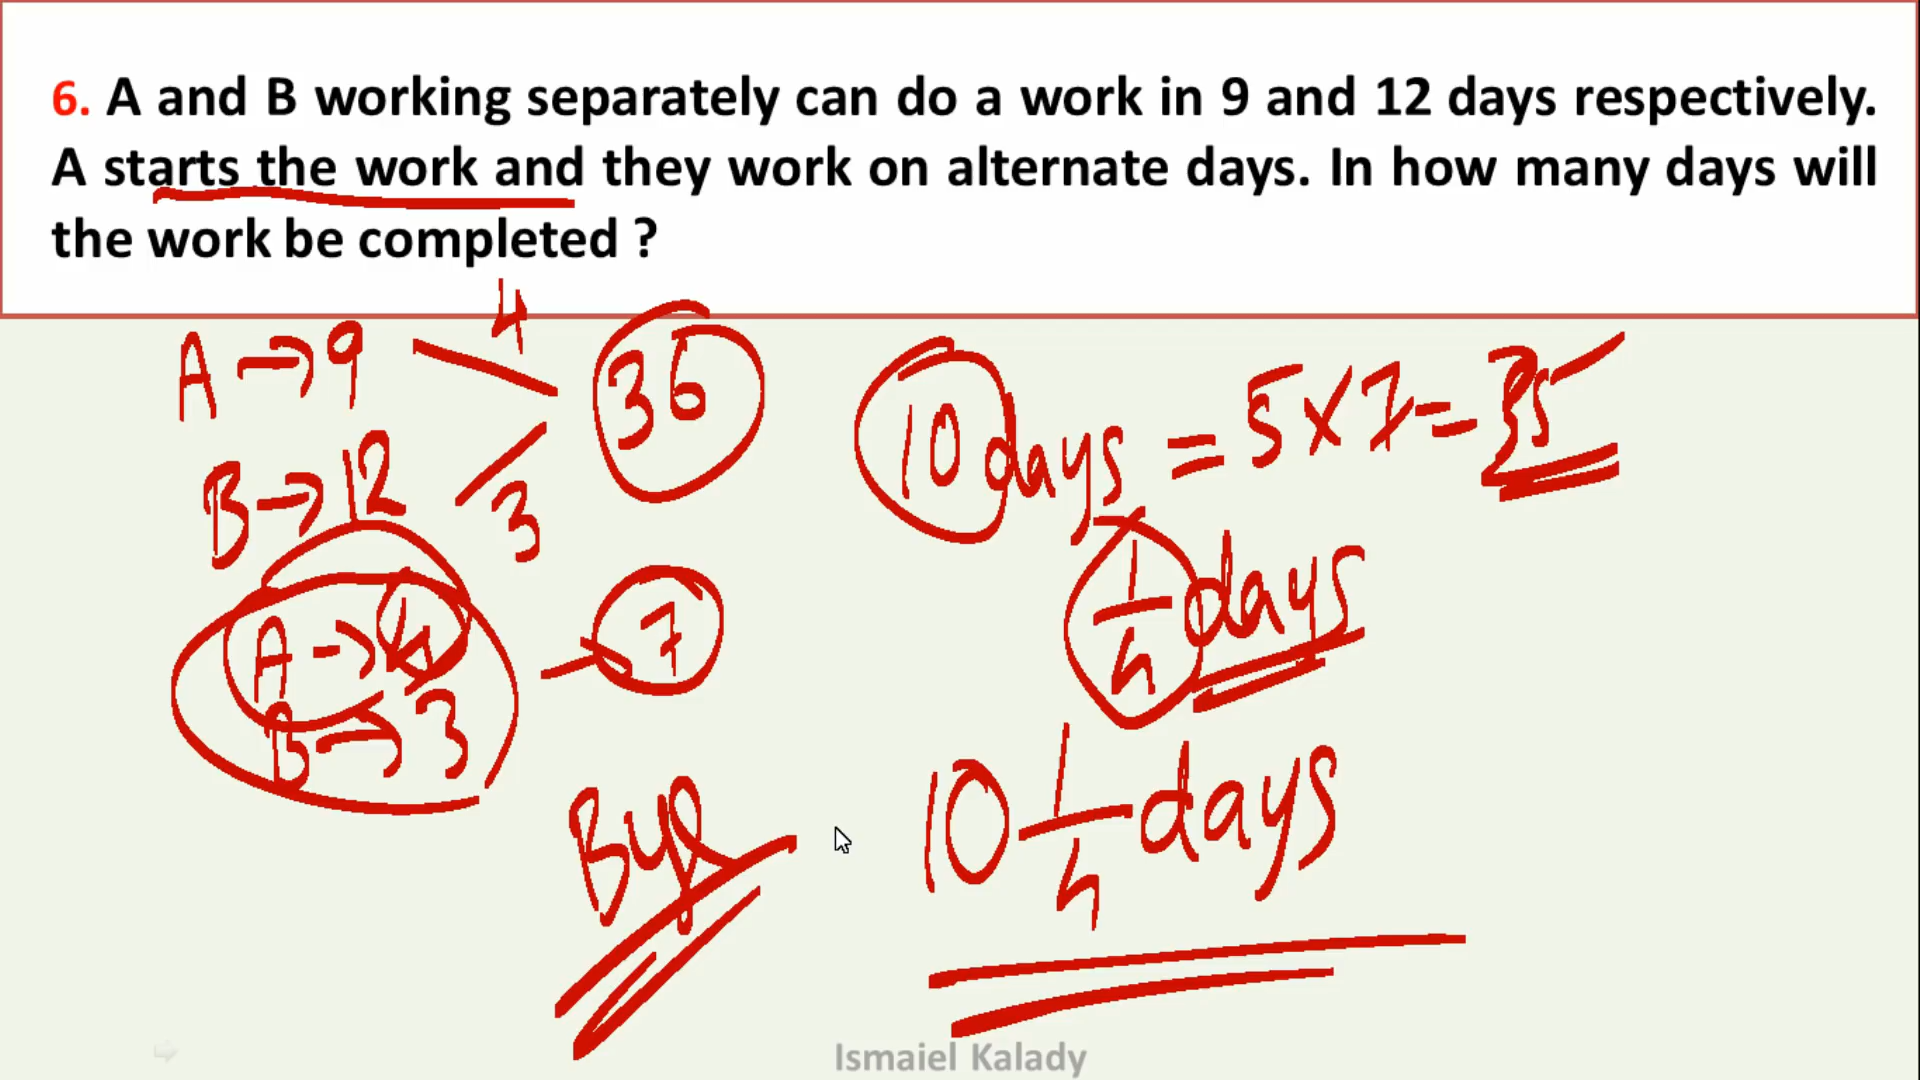 6. A and B working separately can do a work in 9 and 12 days respectively.
A starts the work and they work on alternate days. In how many days will
the work be completed ?
A → 9
4
36
B → 12
3
A → 4
B → 3
7
10 days = 5 × 7 = 35
1/4 days
10 1/4 days
Bye
Ismaiel Kalady